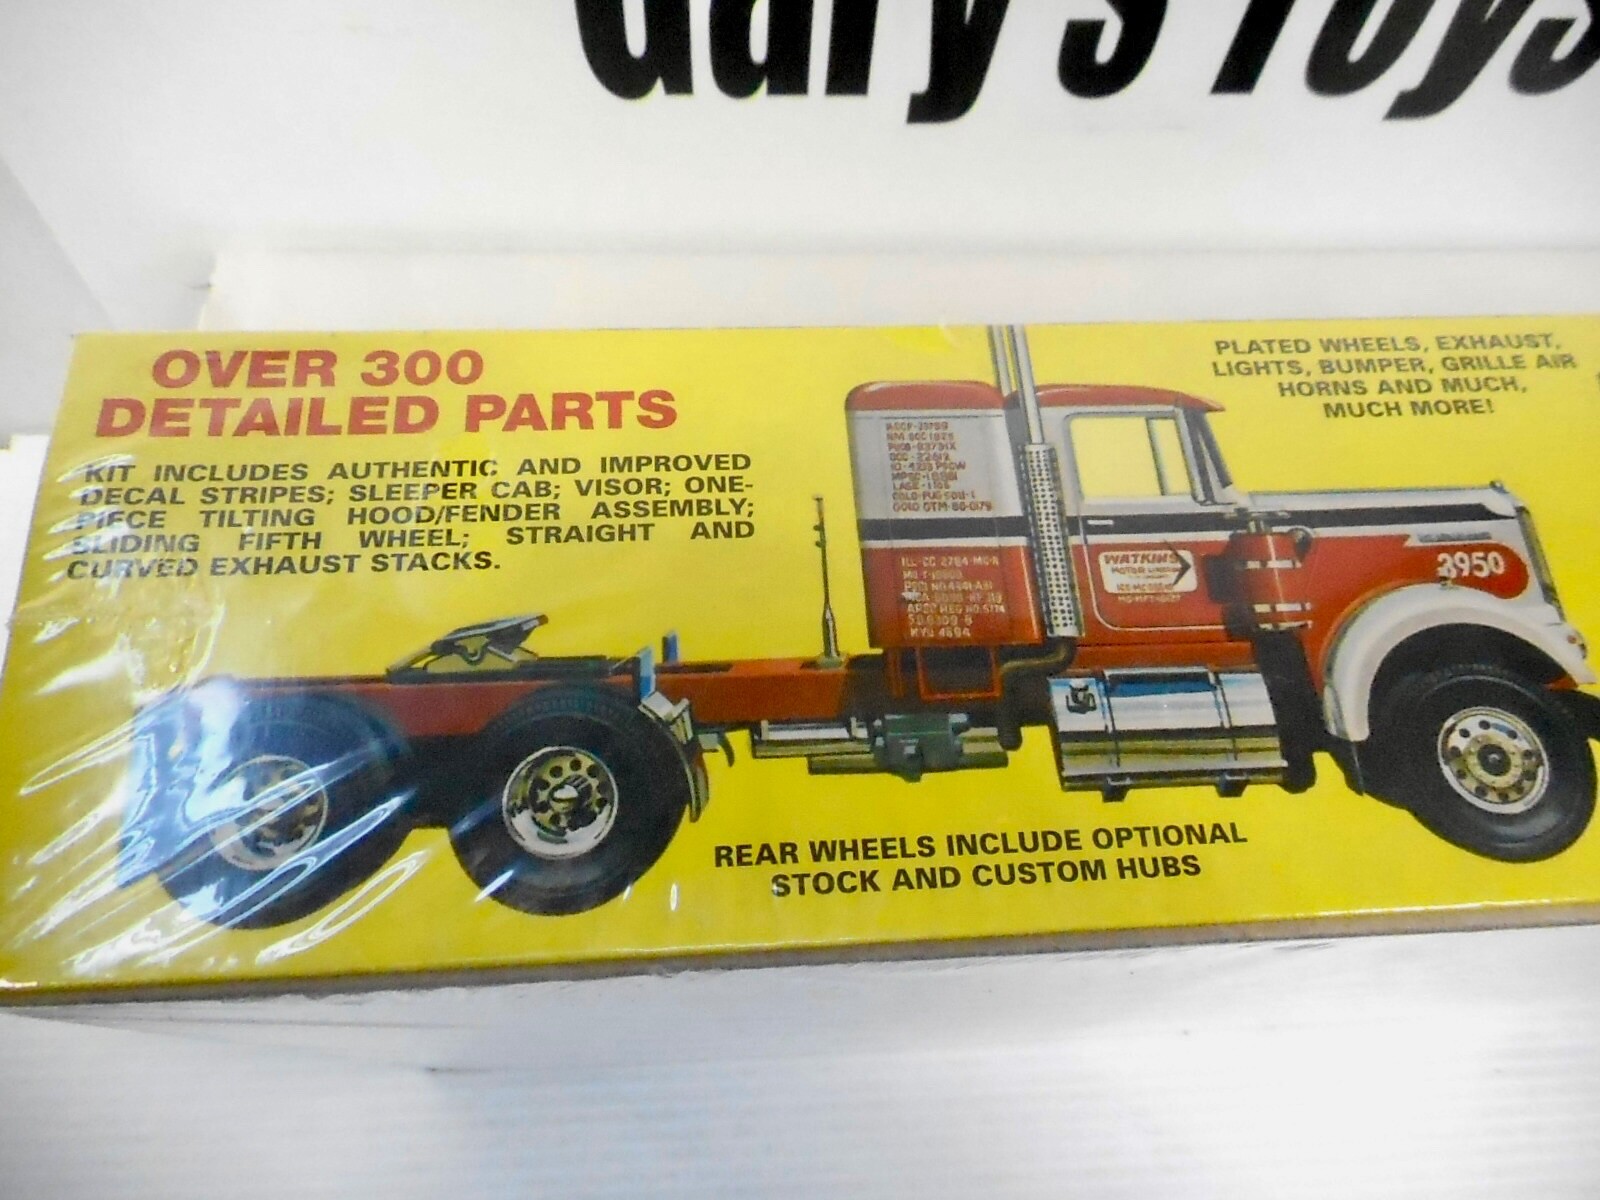 Gary's Toys
OVER 300
DETAILED PARTS
KIT INCLUDES AUTHENTIC AND IMPROVED
DECAL STRIPES; SLEEPER CAB; VISOR; ONE-
PIECE TILTING HOOD/FENDER ASSEMBLY;
SLIDING FIFTH WHEEL; STRAIGHT AND
CURVED EXHAUST STACKS.
PLATED WHEELS, EXHAUST,
LIGHTS, BUMPER, GRILLE AIR
HORNS AND MUCH,
MUCH MORE!
WATKINS
MOTOR
3950
REAR WHEELS INCLUDE OPTIONAL
STOCK AND CUSTOM HUBS